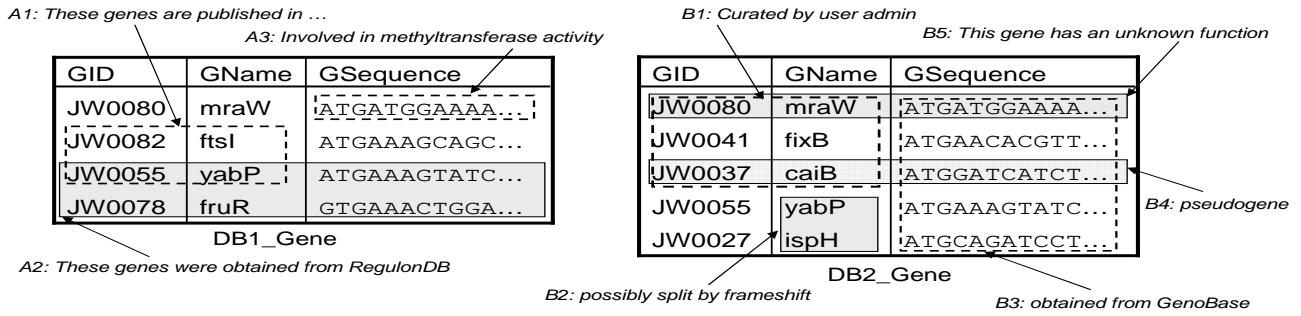 A1: These genes are published in …
A3: Involved in methyltransferase activity
GID GName GSequence
JW0080 mraW ATGATGGAAAA...
JW0082 ftsI ATGAAAGCAGC...
JW0055 yabP ATGAAAGTATC...
JW0078 fruR GTGAAACTGGA...
DB1_Gene
A2: These genes were obtained from RegulonDB
B1: Curated by user admin
B5: This gene has an unknown function
GID GName GSequence
JW0080 mraW ATGATGGAAAA...
JW0041 fixB ATGAACACGTT...
JW0037 caiB ATGGATCATCT...
JW0055 yabP ATGAAAGTATC...
JW0027 ispH ATGCAGATCCT...
B4: pseudogene
DB2_Gene
B2: possibly split by frameshift
B3: obtained from GenoBase